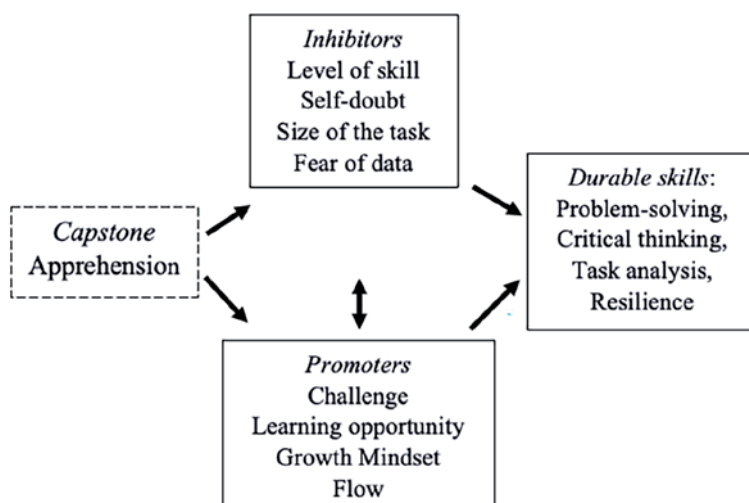 Inhibitors
Level of skill
Self-doubt
Size of the task
Fear of data
Capstone
Apprehension
Durable skills:
Problem-solving,
Critical thinking,
Task analysis,
Resilience
Promoters
Challenge
Learning opportunity
Growth Mindset
Flow